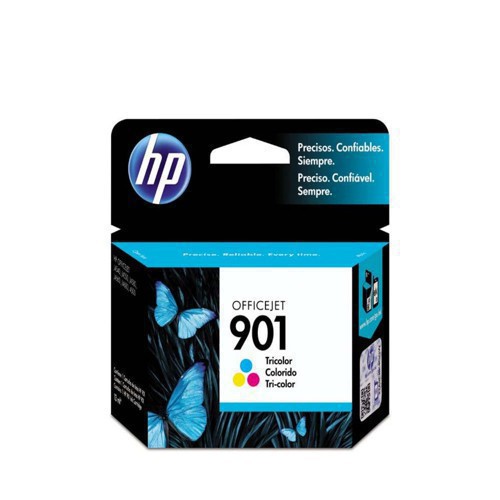 hp
Precisos. Confiables.
Siempre.
Preciso. Confiável.
Sempre.
Precise. Reliable. Every time.
OFFICEJET
901
Tricolor
Colorido
Tri-color